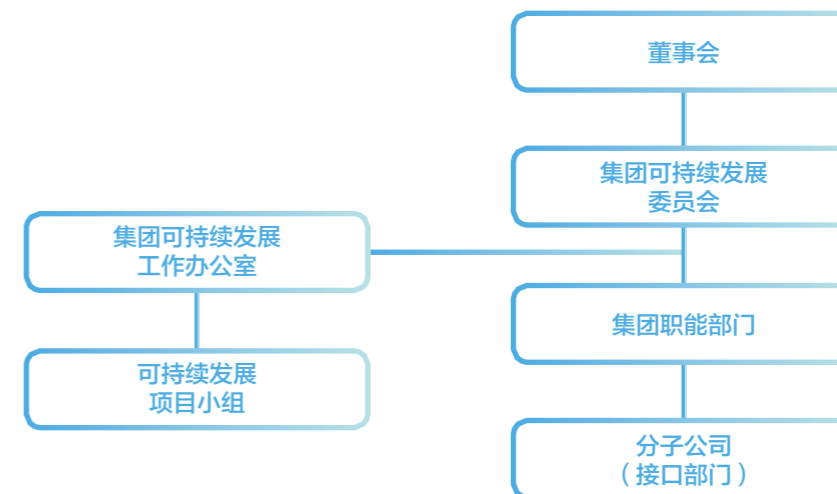 董事会
集团可持续发展
委员会
集团可持续发展
工作办公室
集团职能部门
可持续发展
项目小组
分子公司
（接口部门）